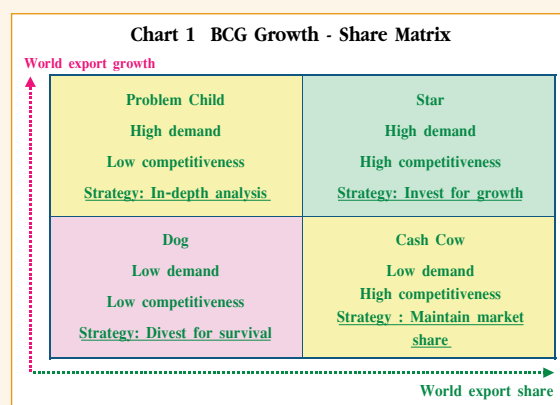 Chart 1 BCG Growth - Share Matrix
World export growth
Problem Child
High demand
Low competitiveness
Strategy: In-depth analysis
Star
High demand
High competitiveness
Strategy: Invest for growth
Dog
Low demand
Low competitiveness
Strategy: Divest for survival
Cash Cow
Low demand
High competitiveness
Strategy : Maintain market
share
World export share